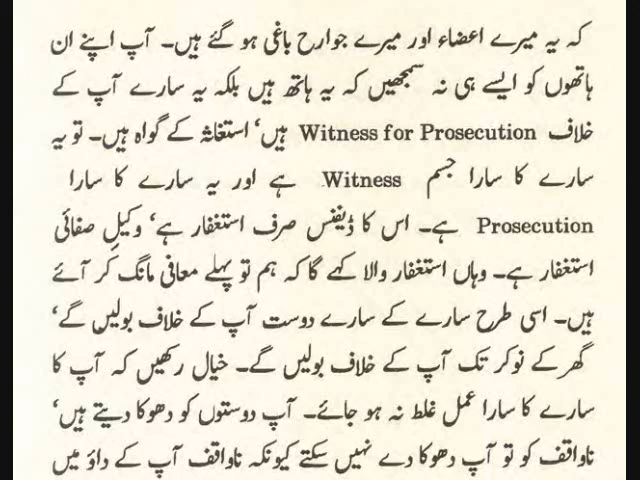 کہ یہ میرے اعضاء اور میرے جوارح باغی ہو گئے ہیں۔ آپ اپنے ان
ہاتھوں کو ایسے ہی نہ سمجھیں کہ یہ ہاتھ ہیں بلکہ یہ سارے آپ کے
خلاف Witness for Prosecution ہیں‘ استغاثہ کے گواہ ہیں۔ تو یہ
سارے کا سارا جسم Witness ہے اور یہ سارے کا سارا
Prosecution ہے۔ اس کا ڈیفنس صرف استغفار ہے‘ وکیلِ صفائی
استغفار ہے۔ وہاں استغفار والا کہے گا کہ ہم تو پہلے معافی مانگ کر آئے
ہیں۔ اسی طرح سارے کے سارے دوست آپ کے خلاف بولیں گے‘
گھر کے نوکر تک آپ کے خلاف بولیں گے۔ خیال رکھیں کہ آپ کا
سارے کا سارا عمل غلط نہ ہو جائے۔ آپ دوستوں کو دھوکا دیتے ہیں‘
ناواقف کو تو آپ دھوکا دے نہیں سکتے کیونکہ ناواقف آپ کے داؤ میں